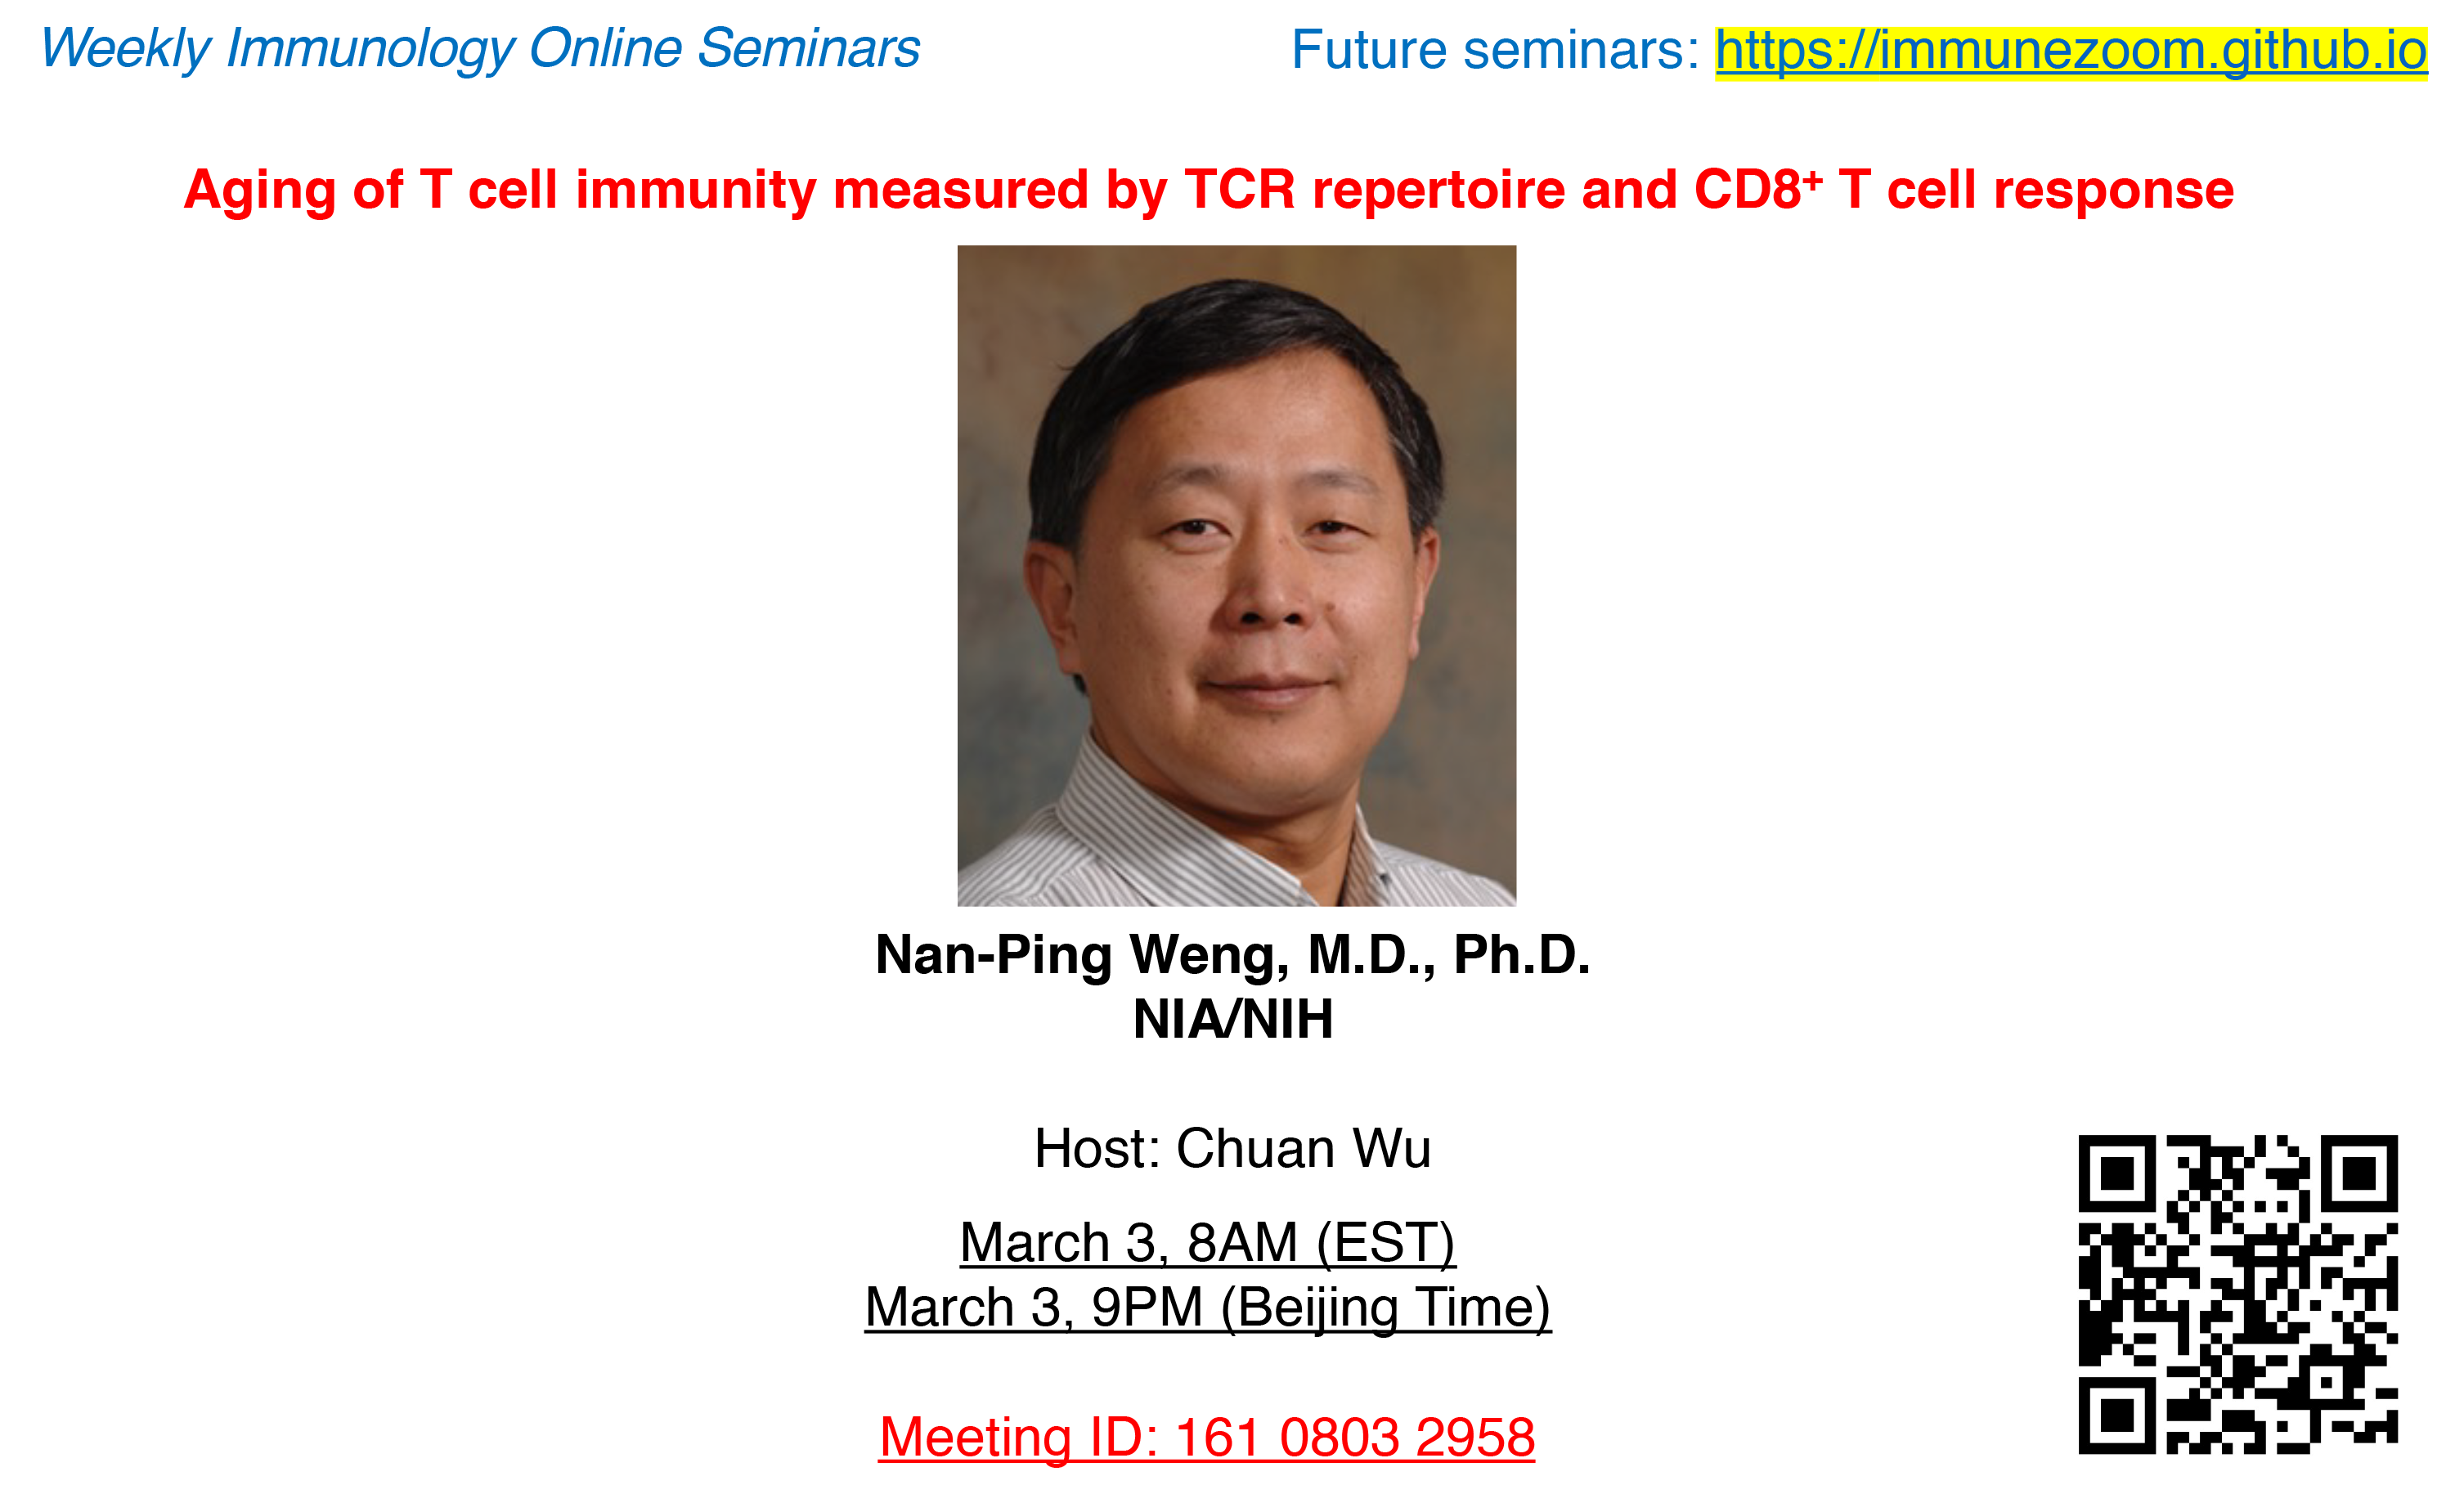 Weekly Immunology Online Seminars
Future seminars: https://immunezoom.github.io
Aging of T cell immunity measured by TCR repertoire and CD8⁺ T cell response
Nan-Ping Weng, M.D., Ph.D.
NIA/NIH
Host: Chuan Wu
March 3, 8AM (EST)
March 3, 9PM (Beijing Time)
Meeting ID: 161 0803 2958